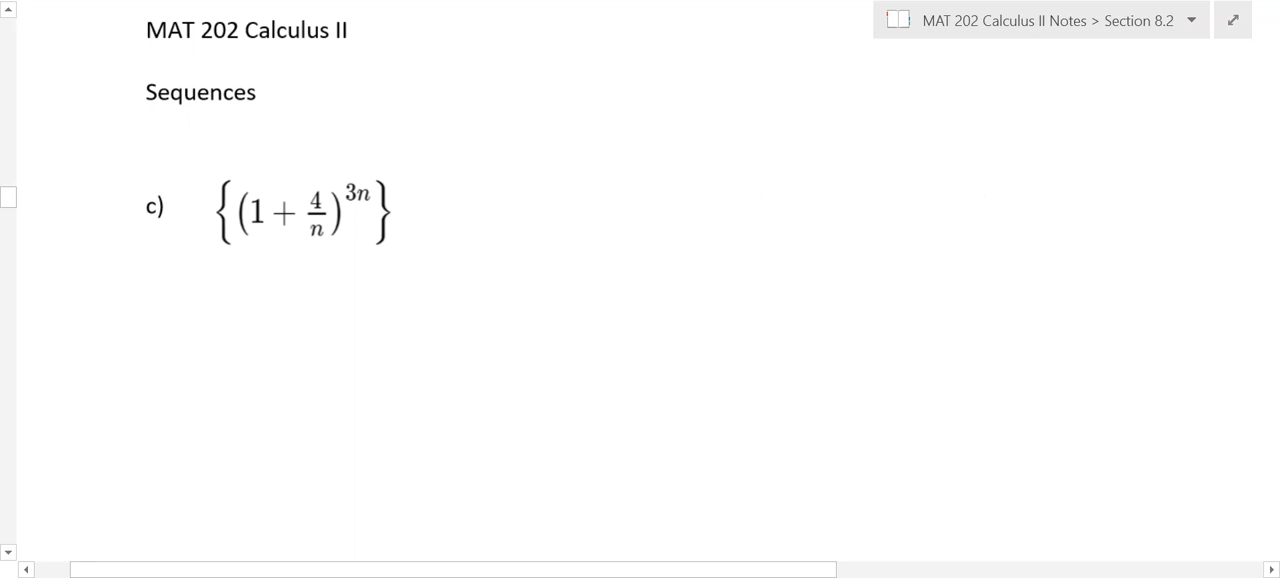 MAT 202 Calculus II
MAT 202 Calculus II Notes > Section 8.2
Sequences
c) {(1 + 4/n)^{3n}}